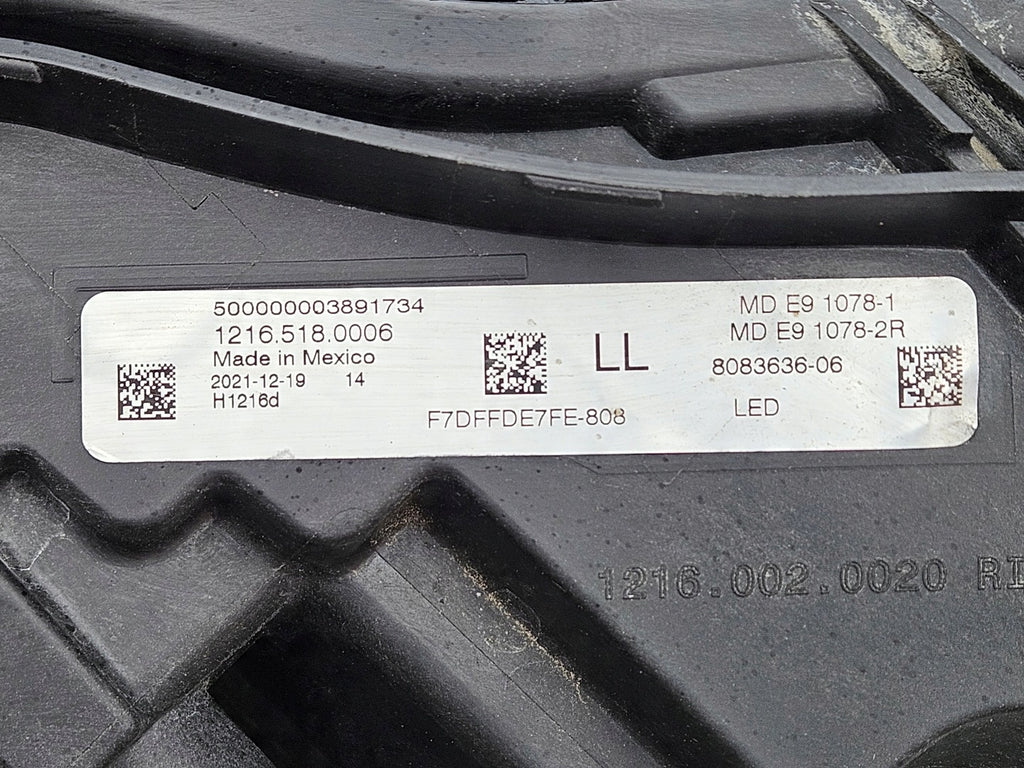 500000003891734
1216.518.0006
Made in Mexico
2021-12-19 14
H1216d
F7DFFDE7FE-808
LL
MD E9 1078-1
MD E9 1078-2R
8083636-06
LED
1216.002.0020 RI